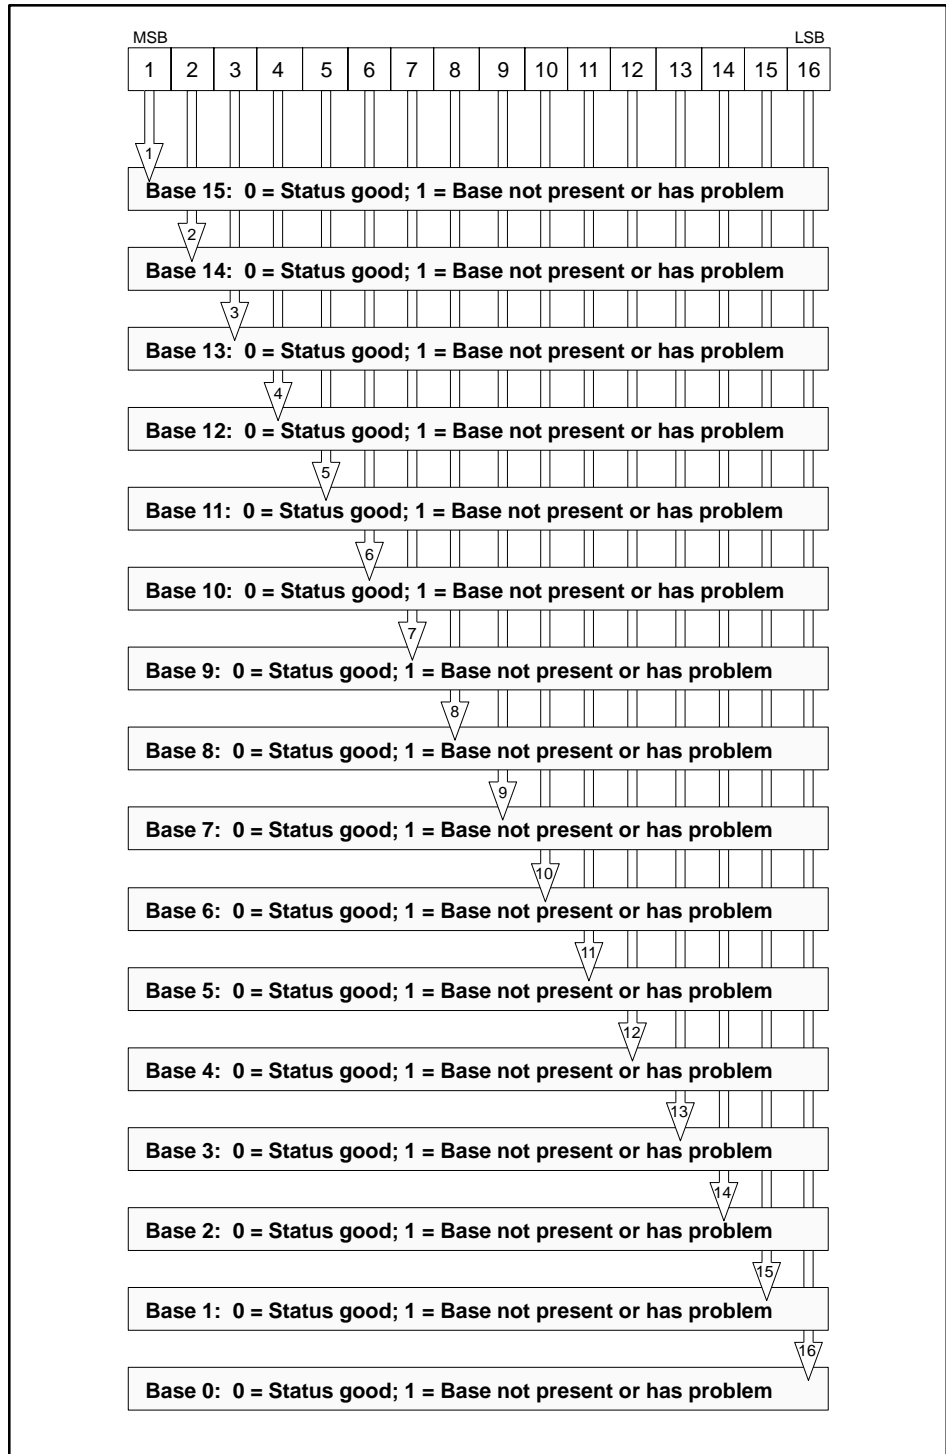 MSB LSB
1 2 3 4 5 6 7 8 9 10 11 12 13 14 15 16
1
Base 15: 0 = Status good; 1 = Base not present or has problem
2
Base 14: 0 = Status good; 1 = Base not present or has problem
3
Base 13: 0 = Status good; 1 = Base not present or has problem
4
Base 12: 0 = Status good; 1 = Base not present or has problem
5
Base 11: 0 = Status good; 1 = Base not present or has problem
6
Base 10: 0 = Status good; 1 = Base not present or has problem
7
Base 9: 0 = Status good; 1 = Base not present or has problem
8
Base 8: 0 = Status good; 1 = Base not present or has problem
9
Base 7: 0 = Status good; 1 = Base not present or has problem
10
Base 6: 0 = Status good; 1 = Base not present or has problem
11
Base 5: 0 = Status good; 1 = Base not present or has problem
12
Base 4: 0 = Status good; 1 = Base not present or has problem
13
Base 3: 0 = Status good; 1 = Base not present or has problem
14
Base 2: 0 = Status good; 1 = Base not present or has problem
15
Base 1: 0 = Status good; 1 = Base not present or has problem
16
Base 0: 0 = Status good; 1 = Base not present or has problem